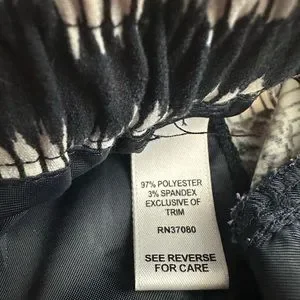 97% POLYESTER
3% SPANDEX
EXCLUSIVE OF
TRIM
RN37080
SEE REVERSE
FOR CARE